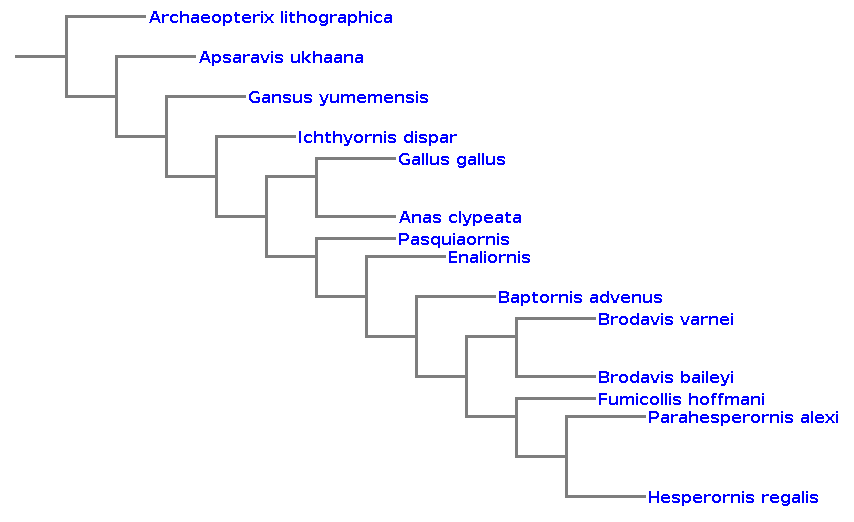 Archaeopterix lithographica
Apsaravis ukhaana
Gansus yumemensis
Ichthyornis dispar
Gallus gallus
Anas clypeata
Pasquiaornis
Enaliornis
Baptornis advenus
Brodavis varnei
Brodavis baileyi
Fumicollis hoffmani
Parahesperornis alexi
Hesperornis regalis